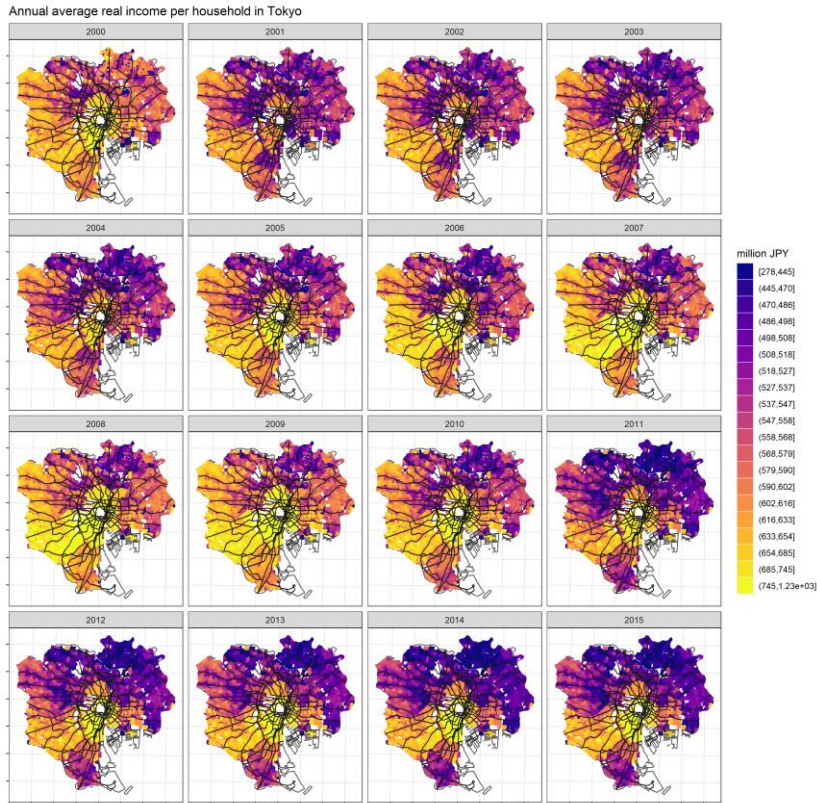 Annual average real income per household in Tokyo
2000 2001 2002 2003
2004 2005 2006 2007
2008 2009 2010 2011
2012 2013 2014 2015
million JPY
[278,445]
(445,470]
(470,486]
(486,498]
(498,508]
(508,518]
(518,527]
(527,537]
(537,547]
(547,558]
(558,568]
(568,579]
(579,590]
(590,602]
(602,616]
(616,633]
(633,654]
(654,685]
(685,745]
(745,1.23e+03]